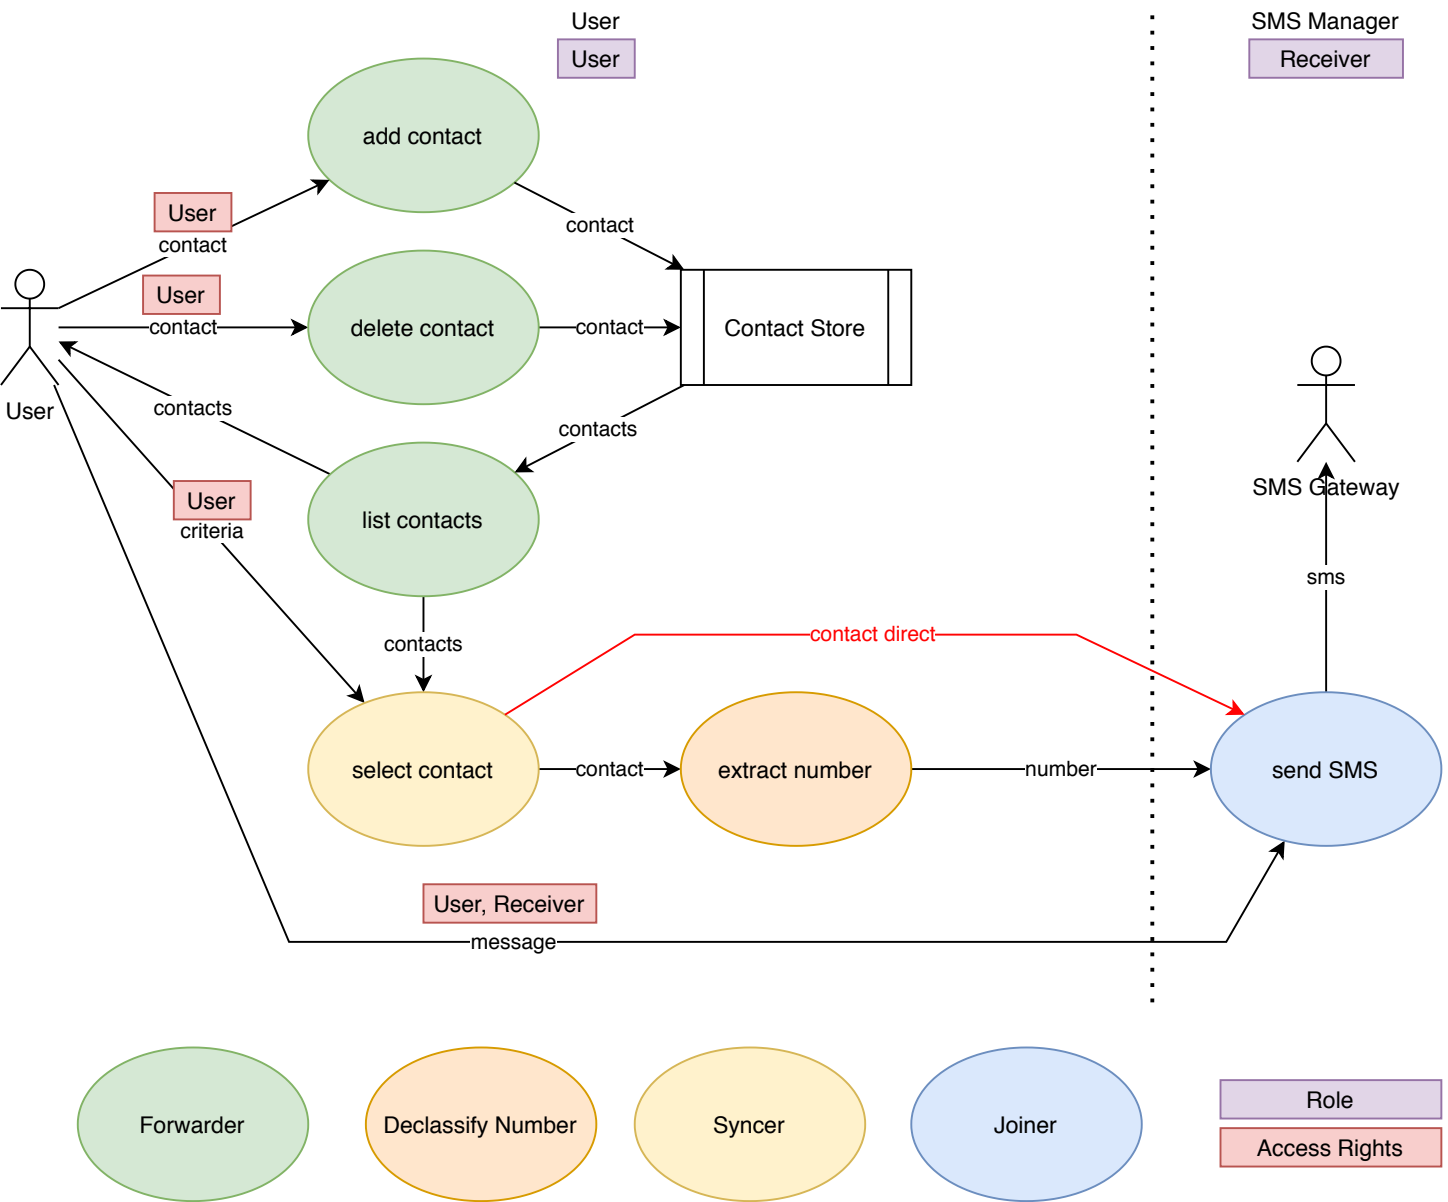 User
SMS Manager
User
Receiver
add contact
User
contact
contact
User
contact
delete contact
contact
Contact Store
User
contacts
contacts
User
criteria
list contacts
SMS Gateway
sms
contacts
contact direct
select contact
contact
extract number
number
send SMS
User, Receiver
message
Forwarder
Declassify Number
Syncer
Joiner
Role
Access Rights